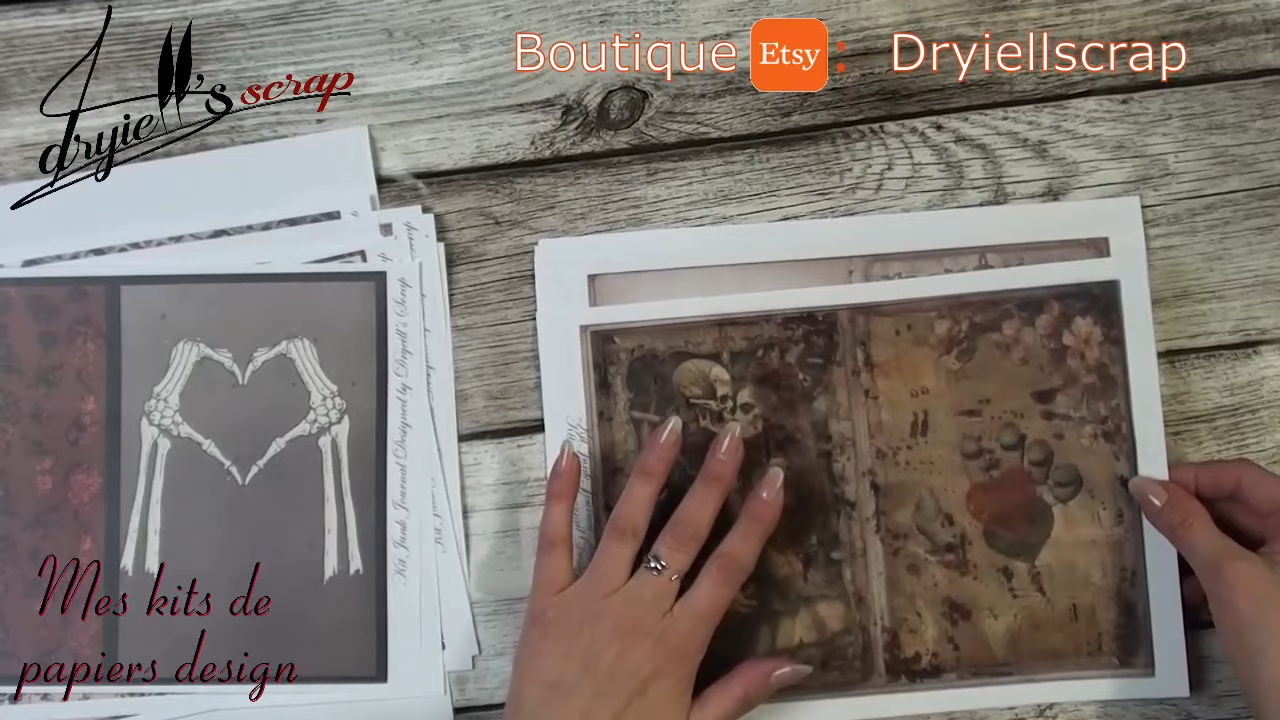 Boutique Etsy : Dryiellscrap
dryiell's scrap
Kit Junk Journal Designed by Dryiell's Scrap
Mes kits de
papiers design